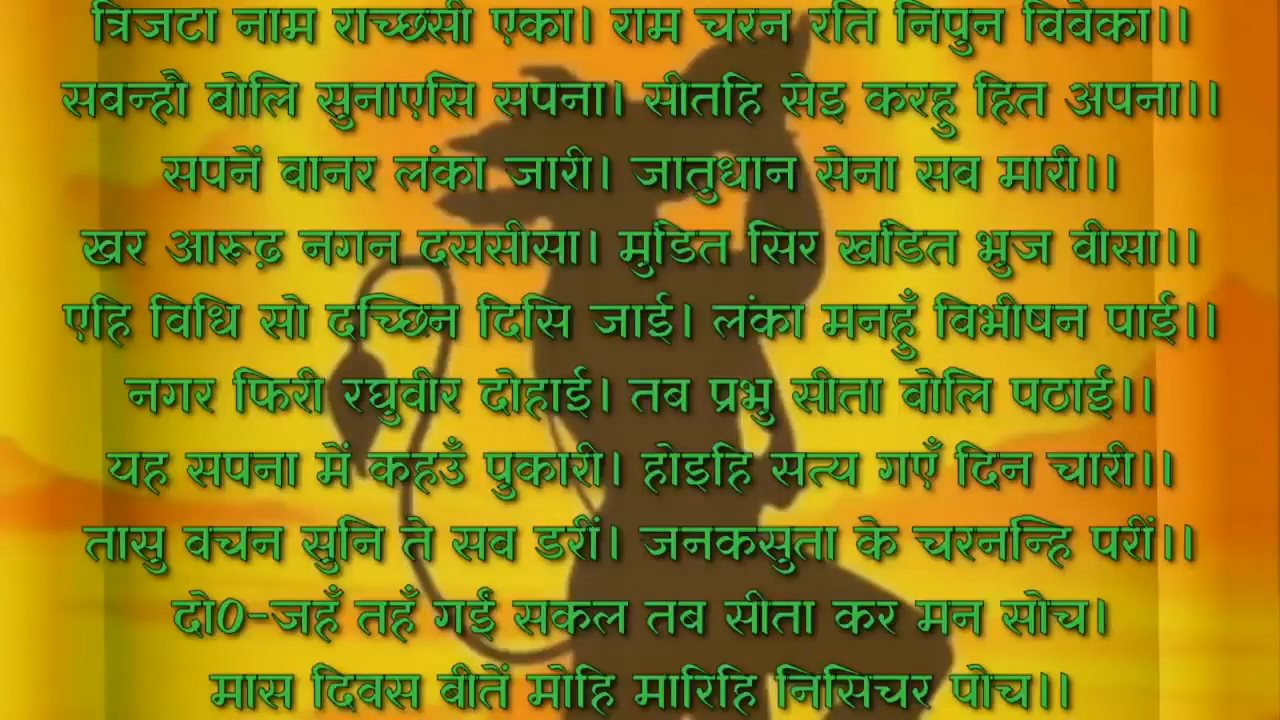 त्रिजटा नाम राच्छसी एका। राम चरन रति निपुन बिबेका।।
सबन्हौ बोलि सुनाएसि सपना। सीतहि सेइ करहु हित अपना।।
सपनें बानर लंका जारी। जातुधान सेना सब मारी।।
खर आरूढ़ नगन दससीसा। मुंडित सिर खंडित भुज बीसा।।
एहि बिधि सो दच्छिन दिसि जाई। लंका मनहुँ बिभीषन पाई।।
नगर फिरी रघुबीर दोहाई। तब प्रभु सीता बोलि पठाई।।
यह सपना में कहउँ पुकारी। होइहि सत्य गएँ दिन चारी।।
तासु बचन सुनि ते सब डरीं। जनकसुता के चरनन्हि परीं।।
दो0-जहँ तहँ गईं सकल तब सीता कर मन सोच।
मास दिवस बीतें मोहि मारिहि निसिचर पोच।।